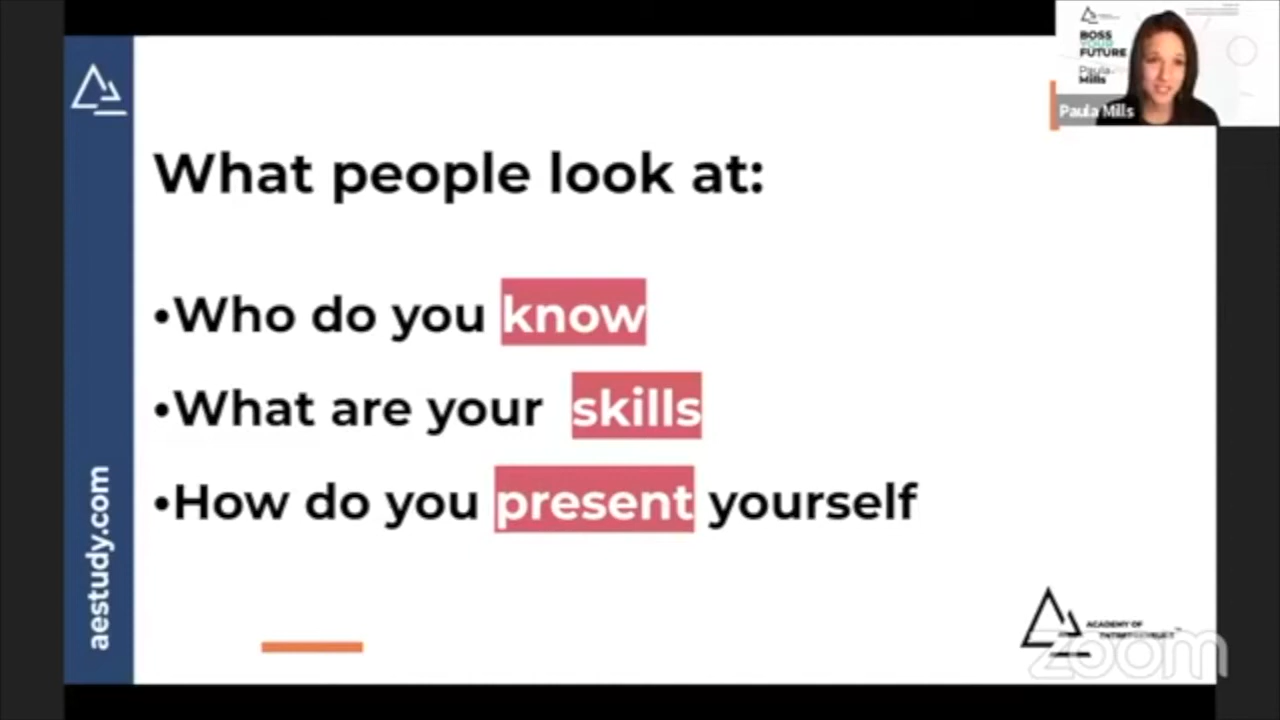 BOSS
YOUR
FUTURE
Paula
Mills
Paula Mills
What people look at:
•Who do you know
•What are your skills
•How do you present yourself
aestudy.com
ACADEMY OF
zoom